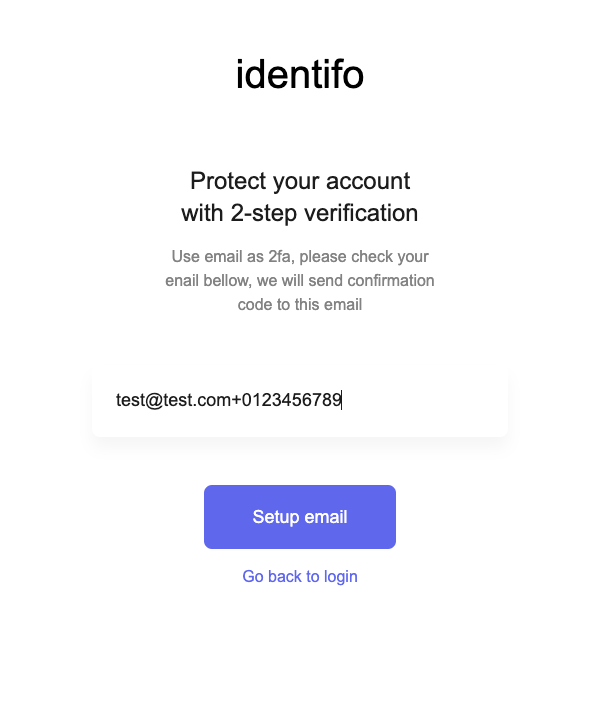 identifo
Protect your account
with 2-step verification
Use email as 2fa, please check your
enail bellow, we will send confirmation
code to this email
test@test.com+0123456789
Setup email
Go back to login